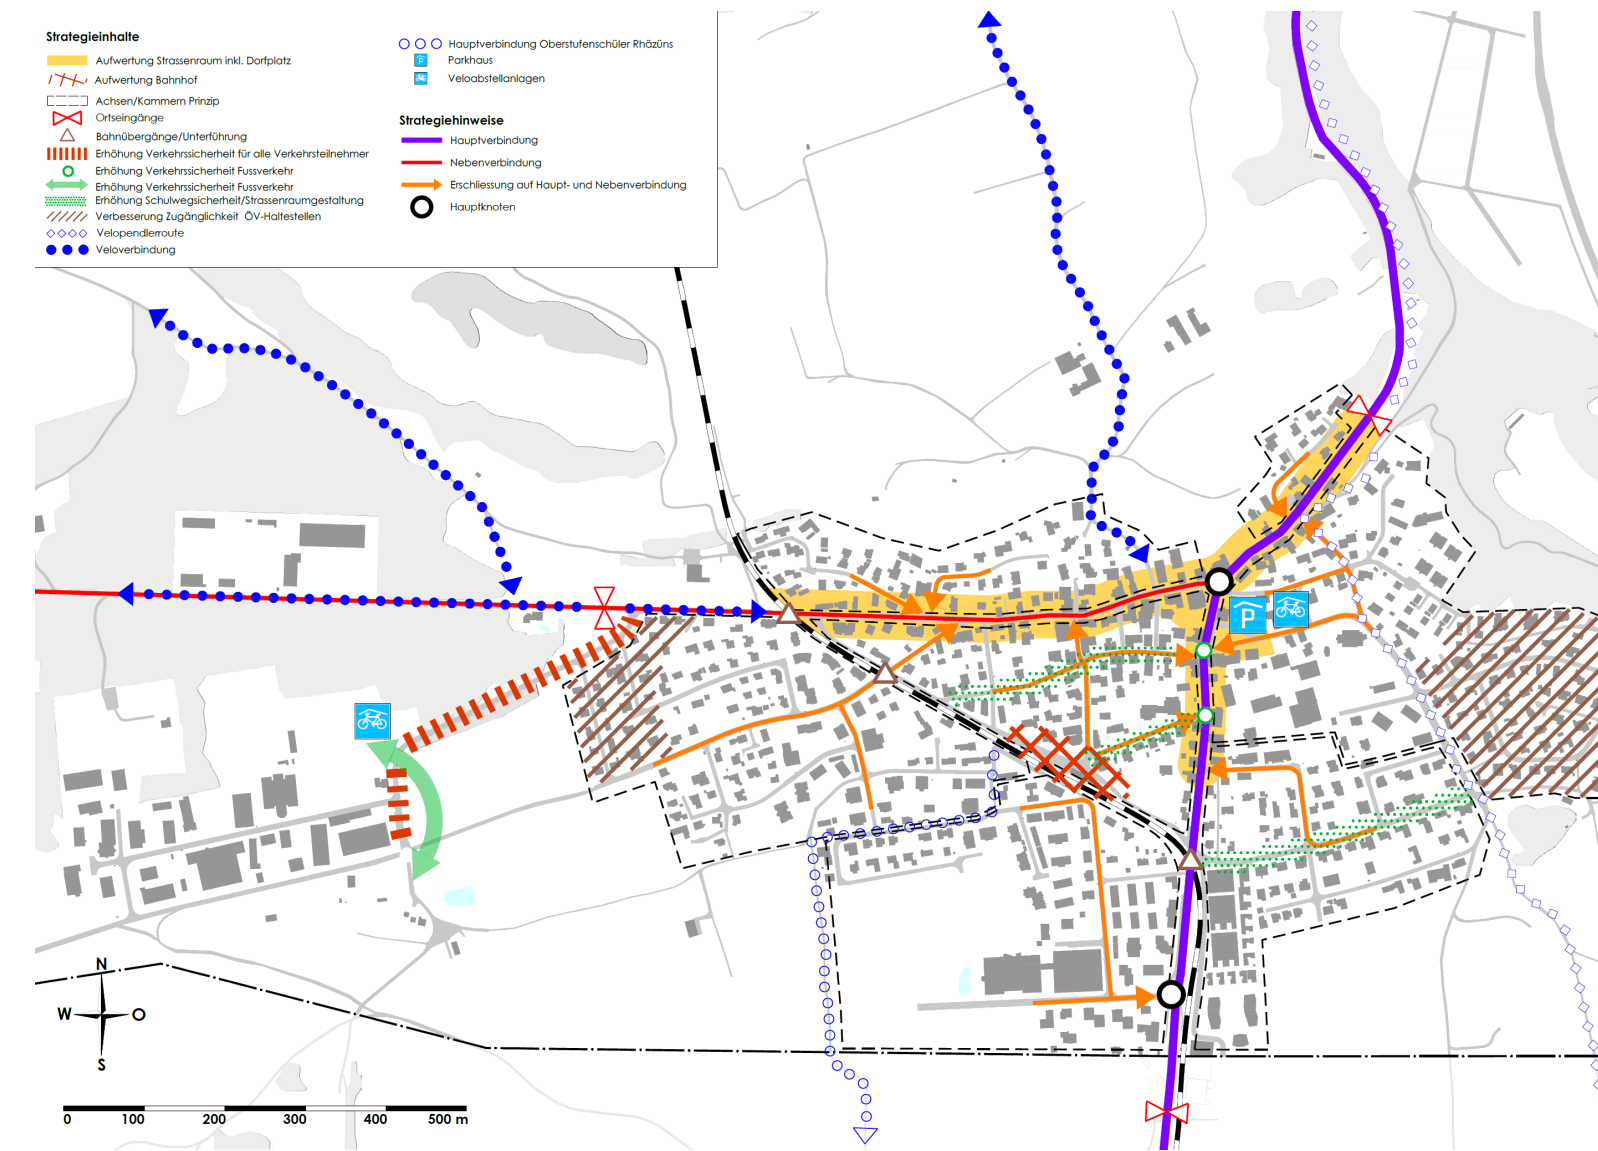 Strategieinhalte
Aufwertung Strassenraum inkl. Dorfplatz
Aufwertung Bahnhof
Achsen/Kammern Prinzip
Ortseingänge
Bahnübergänge/Unterführung
Erhöhung Verkehrssicherheit für alle Verkehrsteilnehmer
Erhöhung Verkehrssicherheit Fussverkehr
Erhöhung Verkehrssicherheit Fussverkehr
Erhöhung Schulwegsicherheit/Strassenraumgestaltung
Verbesserung Zugänglichkeit ÖV-Haltestellen
Velopendlerroute
Veloverbindung
Hauptverbindung Oberstufenschüler Rhäzüns
P
Parkhaus
Veloabstellanlagen
Strategiehinweise
Hauptverbindung
Nebenverbindung
Erschliessung auf Haupt- und Nebenverbindung
Hauptknoten
P
N
W O
S
0 100 200 300 400 500 m